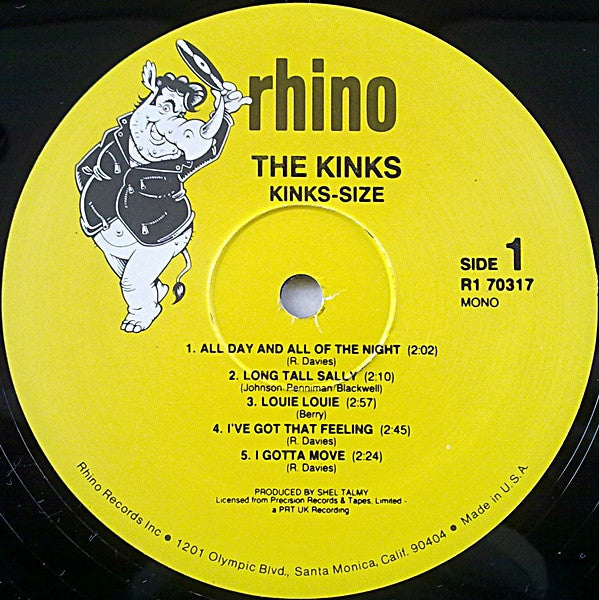 rhino
THE KINKS
KINKS-SIZE
SIDE 1
R1 70317
MONO
1. ALL DAY AND ALL OF THE NIGHT (2:02)
(R. Davies)
2. LONG TALL SALLY (2:10)
(Johnson-Penniman/Blackwell)
3. LOUIE LOUIE (2:57)
(Berry)
4. I'VE GOT THAT FEELING (2:45)
(R. Davies)
5. I GOTTA MOVE (2:24)
(R. Davies)
PRODUCED BY SHEL TALMY
Licensed from Precision Records & Tapes, Limited -
a PRT UK Recording
Rhino Records Inc • 1201 Olympic Blvd., Santa Monica, Calif. 90404 • Made in U.S.A.